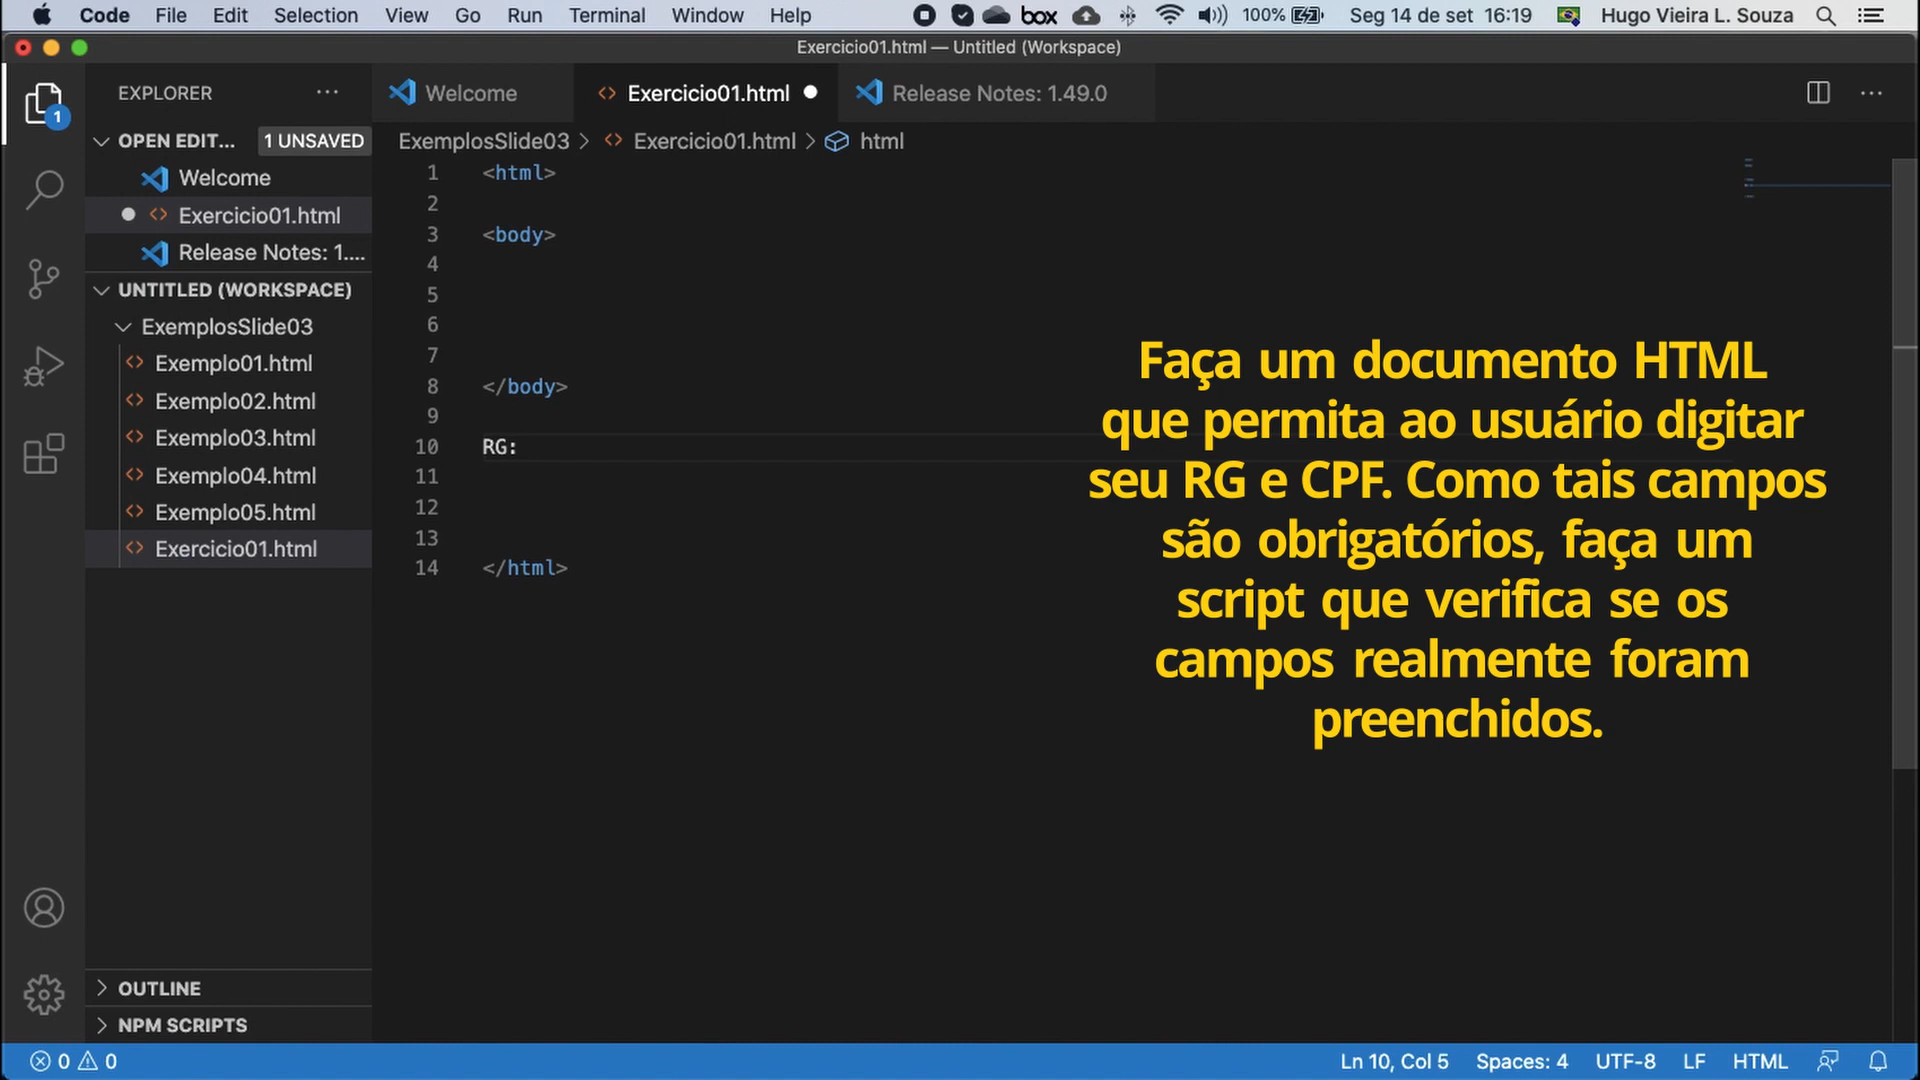 Code File Edit Selection View Go Run Terminal Window Help box 100% Seg 14 de set 16:19 Hugo Vieira L. Souza
Exercicio01.html — Untitled (Workspace)
EXPLORER ···
Welcome Exercicio01.html Release Notes: 1.49.0 ···
1
OPEN EDIT... 1 UNSAVED
ExemplosSlide03 > Exercicio01.html > html
Welcome
Exercicio01.html
Release Notes: 1....
UNTITLED (WORKSPACE)
ExemplosSlide03
Exemplo01.html
Exemplo02.html
Exemplo03.html
Exemplo04.html
Exemplo05.html
Exercicio01.html
OUTLINE
NPM SCRIPTS
1 <html>
2
3 <body>
4
5
6
7
8 </body>
9
10 RG:
11
12
13
14 </html>
Faça um documento HTML
que permita ao usuário digitar
seu RG e CPF. Como tais campos
são obrigatórios, faça um
script que verifica se os
campos realmente foram
preenchidos.
0 0 Ln 10, Col 5 Spaces: 4 UTF-8 LF HTML